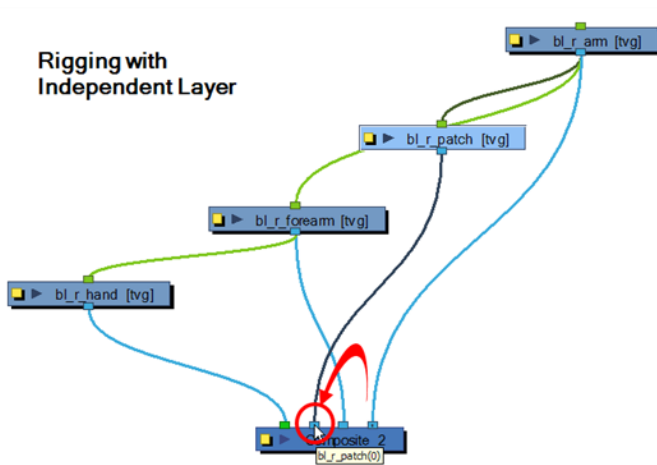 Rigging with
Independent Layer
bl_r_arm [tvg]
bl_r_patch [tvg]
bl_r_forearm [tvg]
bl_r_hand [tvg]
Composite_2
bl_r_patch(0)